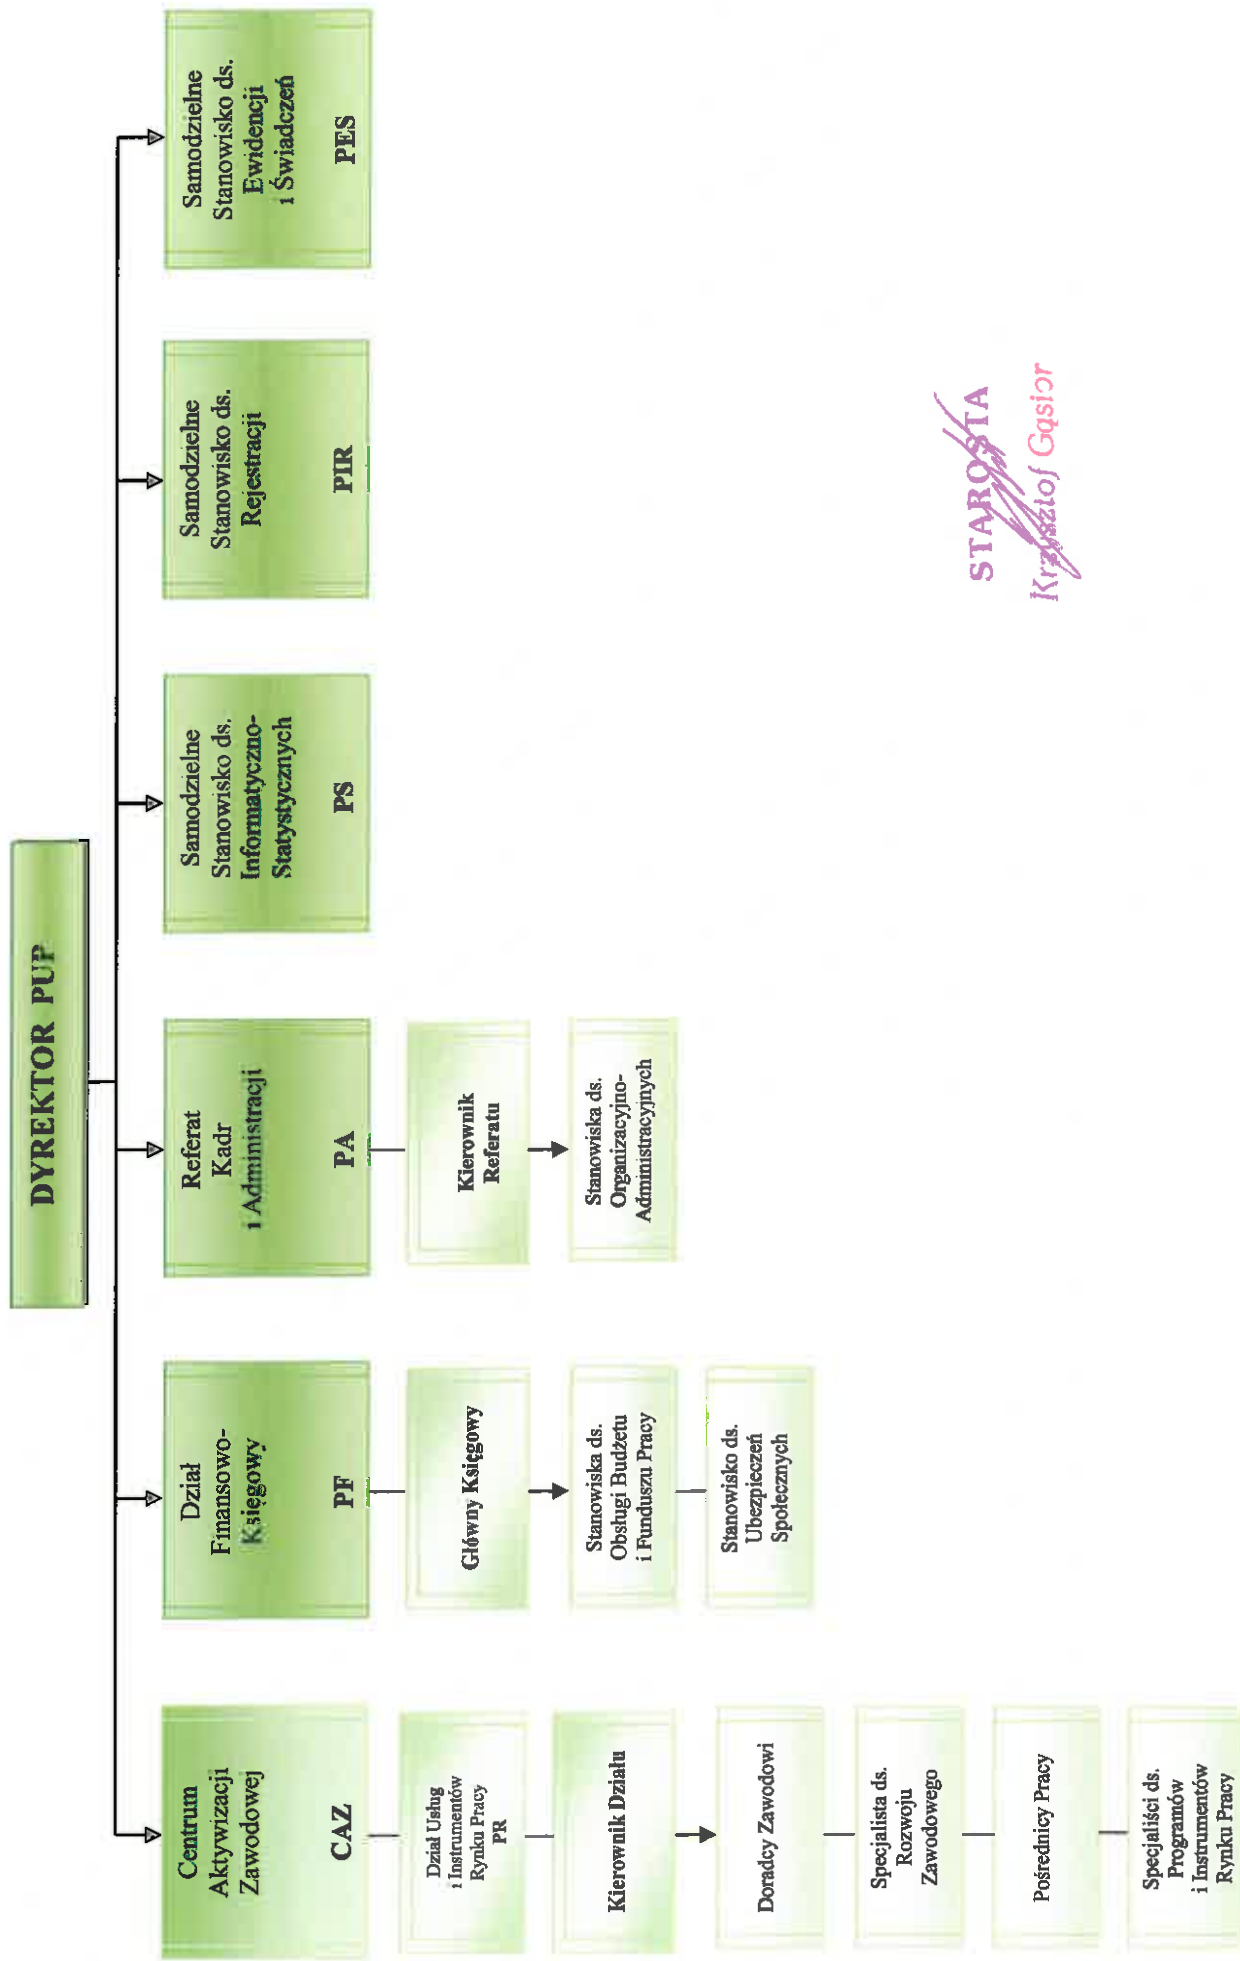 DYREKTOR PUP
Centrum
Aktywizacji
Zawodowej
CAZ
Dział Usług
i Instrumentów
Rynku Pracy
PR
Kierownik Działu
Doradcy Zawodowi
Specjalista ds.
Rozwoju
Zawodowego
Pośrednicy Pracy
Specjaliści ds.
Programów
i Instrumentów
Rynku Pracy
Dział
Finansowo-
Księgowy
PF
Główny Księgowy
Stanowiska ds.
Obsługi Budżetu
i Funduszu Pracy
Stanowisko ds.
Ubezpieczeń
Społecznych
Referat
Kadr
i Administracji
PA
Kierownik
Referatu
Stanowiska ds.
Organizacyjno-
Administracyjnych
Samodzielne
Stanowisko ds.
Informatyczno-
Statystycznych
PS
Samodzielne
Stanowisko ds.
Rejestracji
PIR
Samodzielne
Stanowisko ds.
Ewidencji
i Świadczeń
PES
STAROSTA
Krzysztof Gąsior